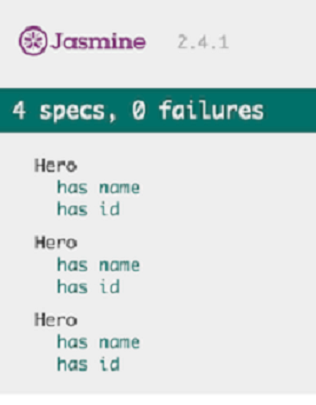 Jasmine 2.4.1
4 specs, 0 failures
Hero
has name
has id
Hero
has name
has id
Hero
has name
has id